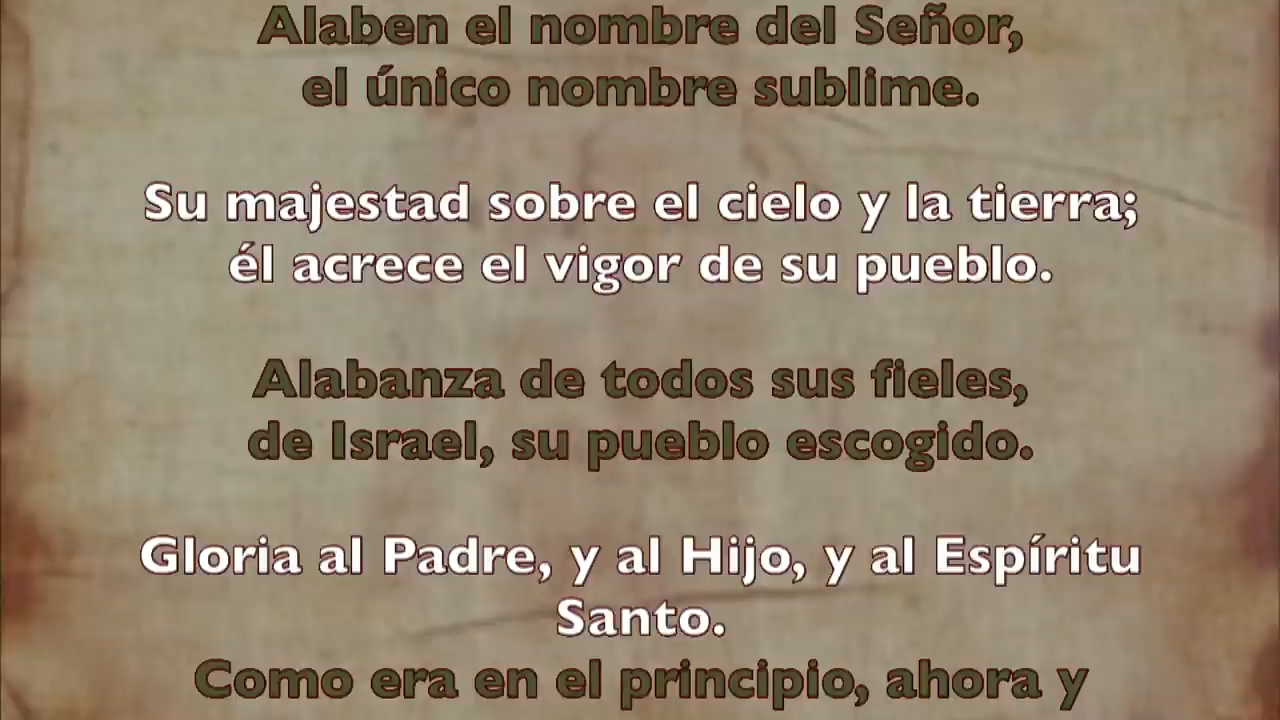 Alaben el nombre del Señor,
el único nombre sublime.
Su majestad sobre el cielo y la tierra;
él acrece el vigor de su pueblo.
Alabanza de todos sus fieles,
de Israel, su pueblo escogido.
Gloria al Padre, y al Hijo, y al Espíritu
Santo.
Como era en el principio, ahora y